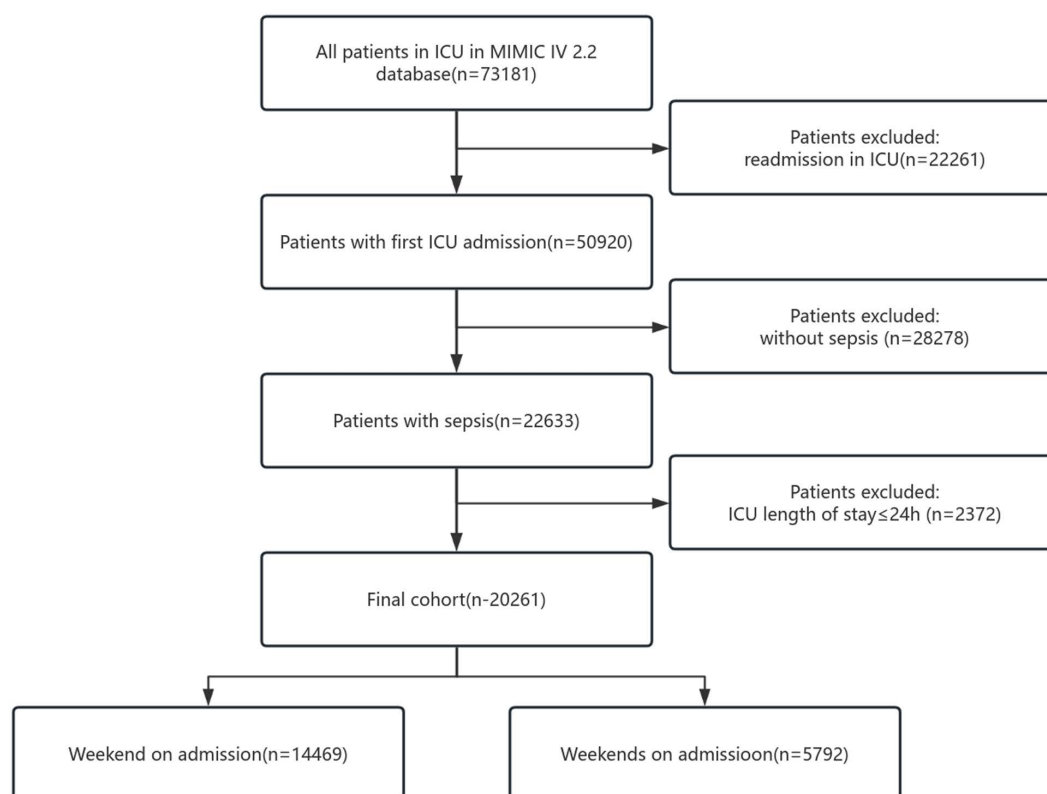 All patients in ICU in MIMIC IV 2.2
database(n=73181)
Patients excluded:
readmission in ICU(n=22261)
Patients with first ICU admission(n=50920)
Patients excluded:
without sepsis (n=28278)
Patients with sepsis(n=22633)
Patients excluded:
ICU length of stay≤24h (n=2372)
Final cohort(n-20261)
Weekend on admission(n=14469)
Weekends on admissioon(n=5792)